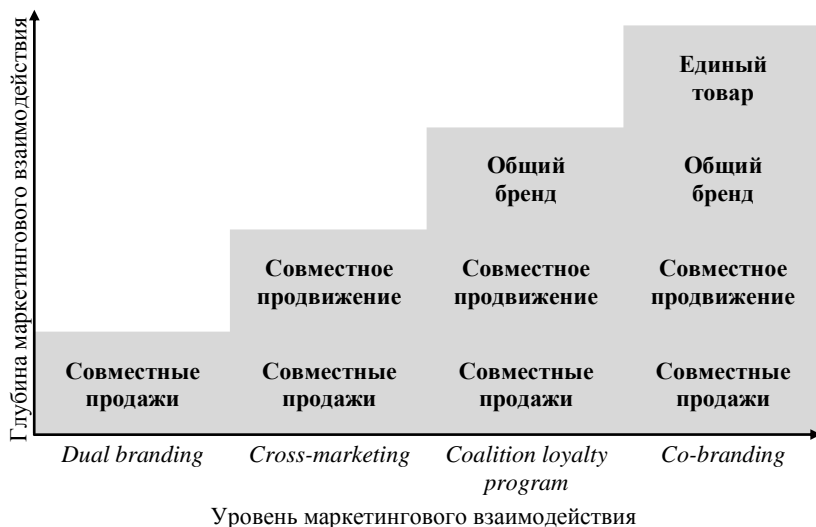 Глубина маркетингового взаимодействия
Единый
товар
Общий
бренд
Общий
бренд
Совместное
продвижение
Совместное
продвижение
Совместное
продвижение
Совместные
продажи
Совместные
продажи
Совместные
продажи
Совместные
продажи
Dual branding
Cross-marketing
Coalition loyalty
program
Co-branding
Уровень маркетингового взаимодействия